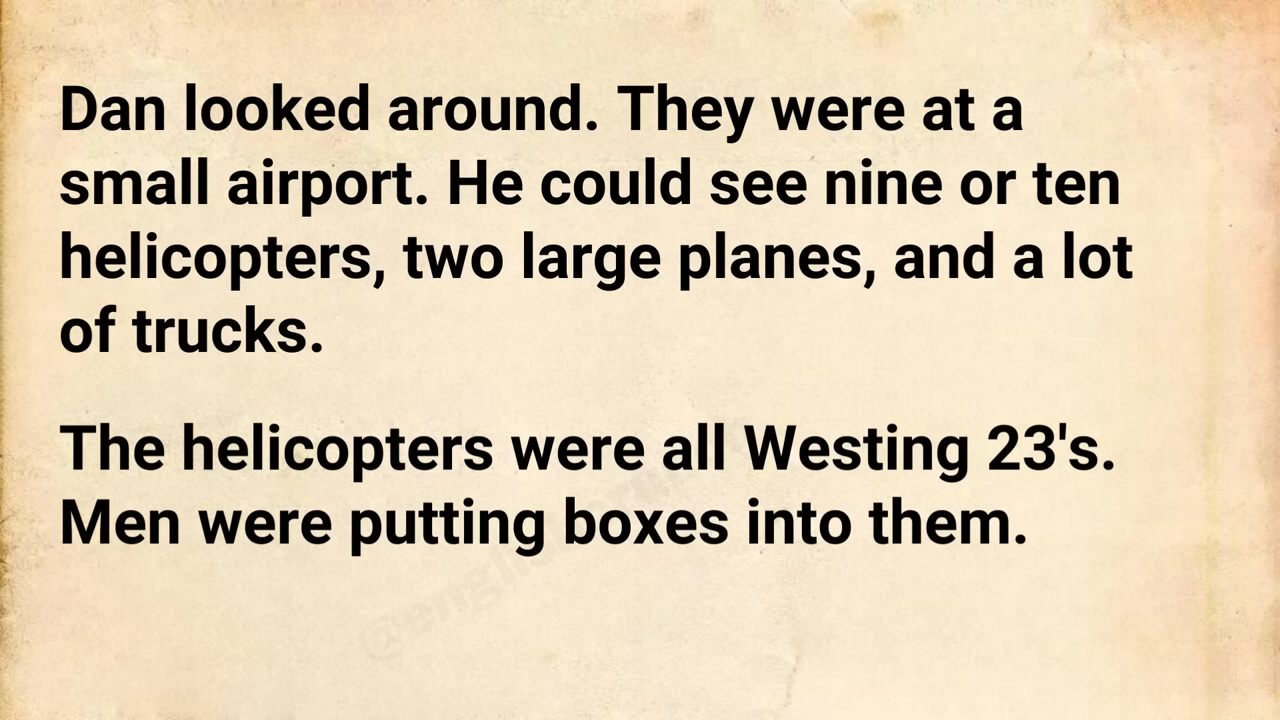 Dan looked around. They were at a
small airport. He could see nine or ten
helicopters, two large planes, and a lot
of trucks.
The helicopters were all Westing 23's.
Men were putting boxes into them.